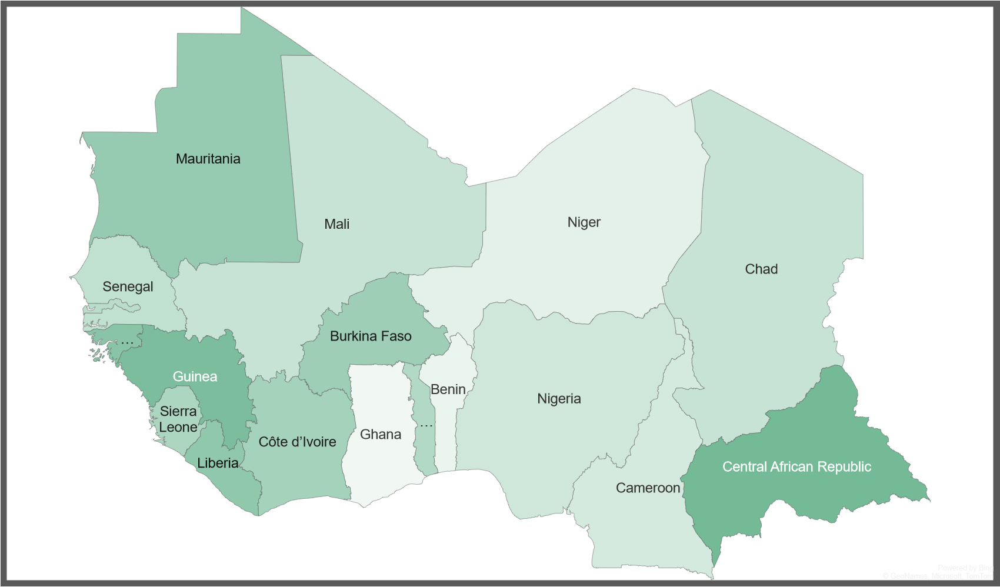 Mauritania
Mali
Niger
Chad
Senegal
Burkina Faso
...
Guinea
Benin
Nigeria
Sierra
Leone
...
Ghana
Côte d’Ivoire
Liberia
Central African Republic
Cameroon
Powered by Bing
© GeoNames, Microsoft, TomTom